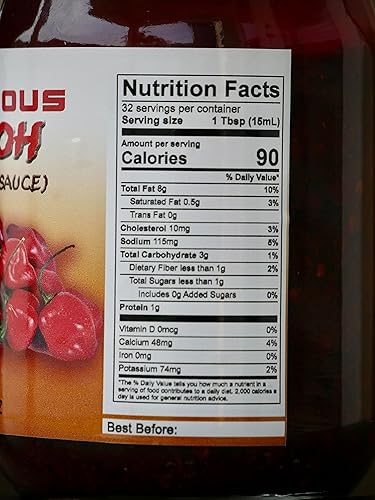 OUS
OH
SAUCE)
Nutrition Facts
32 servings per container
Serving size 1 Tbsp (15mL)
Amount per serving
Calories 90
% Daily Value*
Total Fat 8g 10%
Saturated Fat 0.5g 3%
Trans Fat 0g
Cholesterol 10mg 3%
Sodium 115mg 5%
Total Carbohydrate 3g 1%
Dietary Fiber less than 1g 2%
Total Sugars less than 1g
Includes 0g Added Sugars 0%
Protein 1g
Vitamin D 0mcg 0%
Calcium 48mg 4%
Iron 0mg 0%
Potassium 74mg 2%
*The % Daily Value tells you how much a nutrient in a
serving of food contributes to a daily diet. 2,000 calories a
day is used for general nutrition advice.
Best Before: